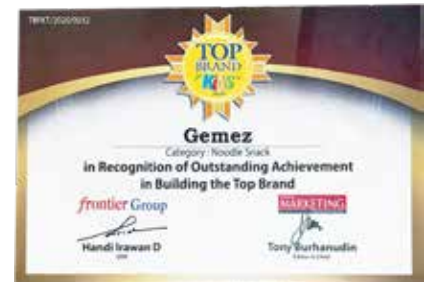 TOP
BRAND
KIDS
Gemez
Category : Noodle Snack
in Recognition of Outstanding Achievement
in Building the Top Brand
frontier Group
MARKETING
Handi Irawan D
Tony Burhanudin